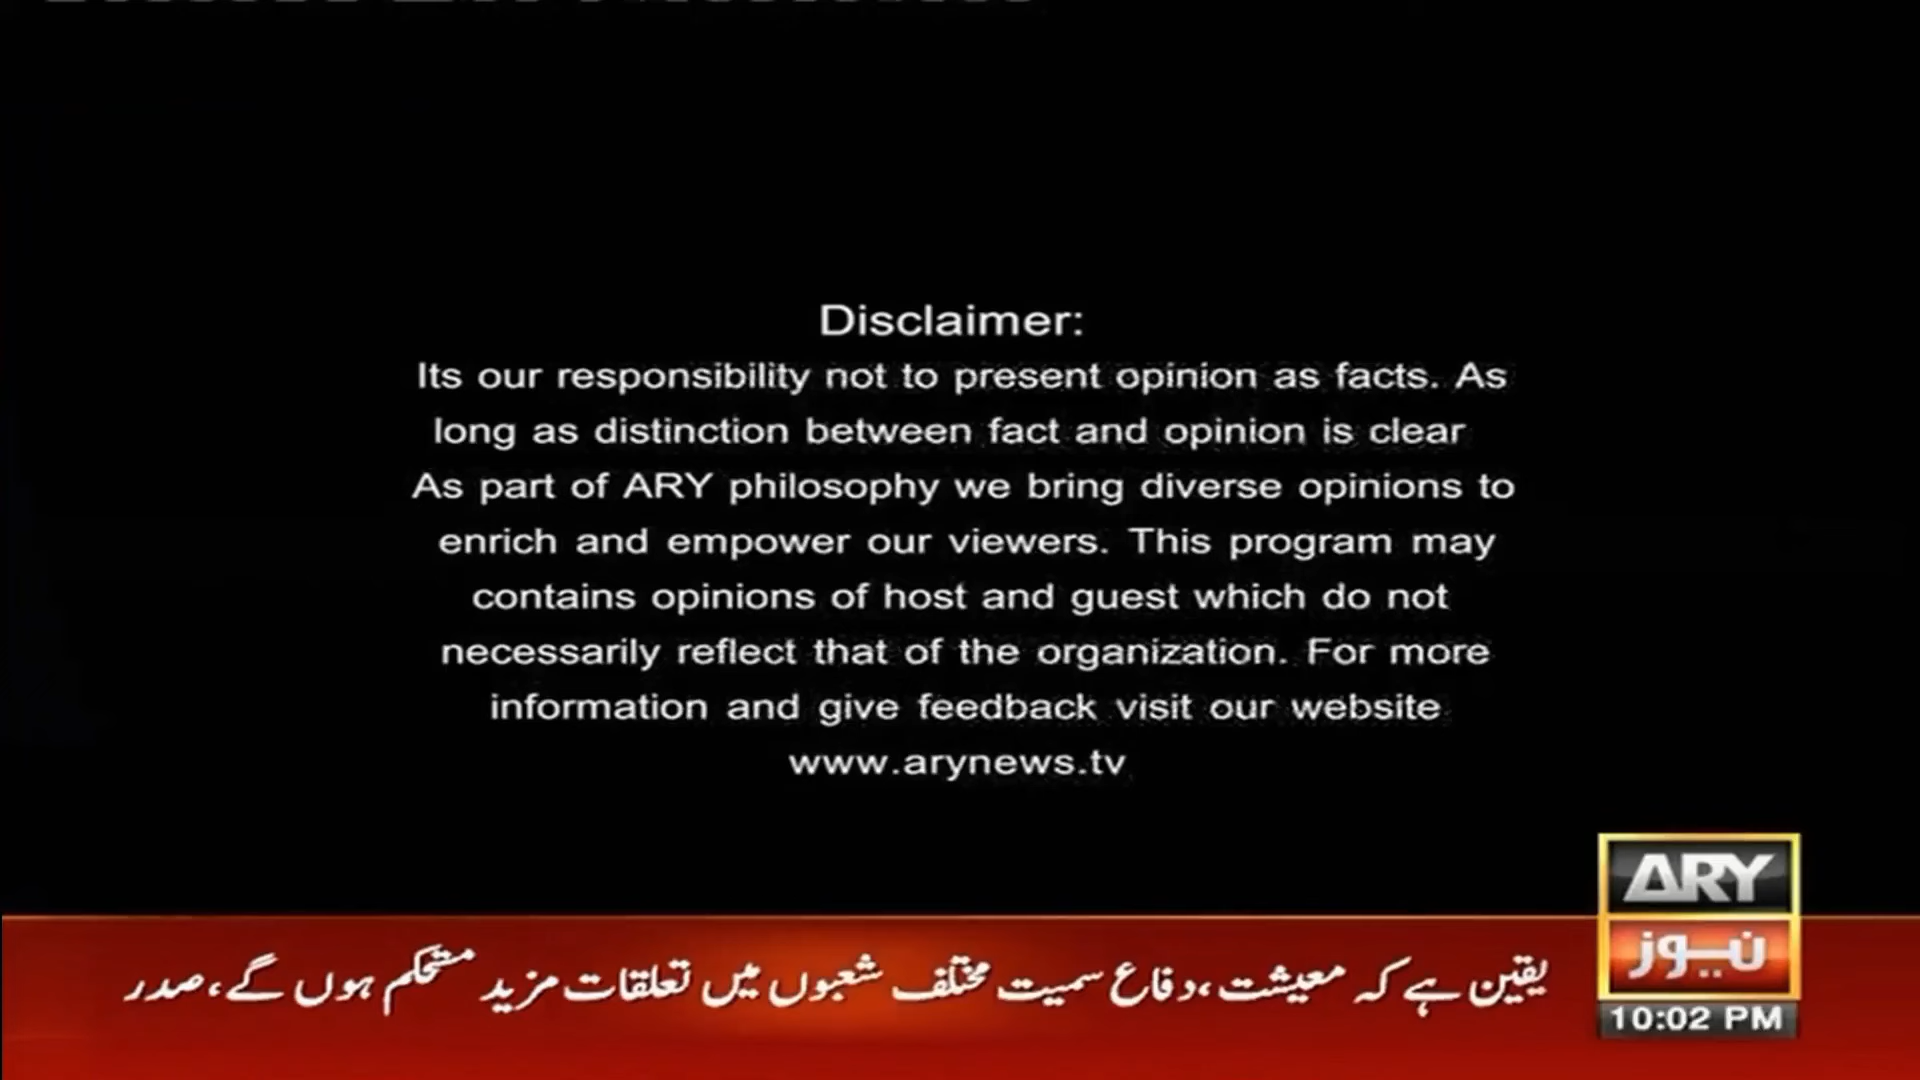 Disclaimer:
Its our responsibility not to present opinion as facts. As
long as distinction between fact and opinion is clear
As part of ARY philosophy we bring diverse opinions to
enrich and empower our viewers. This program may
contains opinions of host and guest which do not
necessarily reflect that of the organization. For more
information and give feedback visit our website
www.arynews.tv
ARY
نیوز
یقین ہے کہ معیشت،دفاع سمیت مختلف شعبوں میں تعلقات مزید مستحکم ہوں گے،صدر
10:02 PM